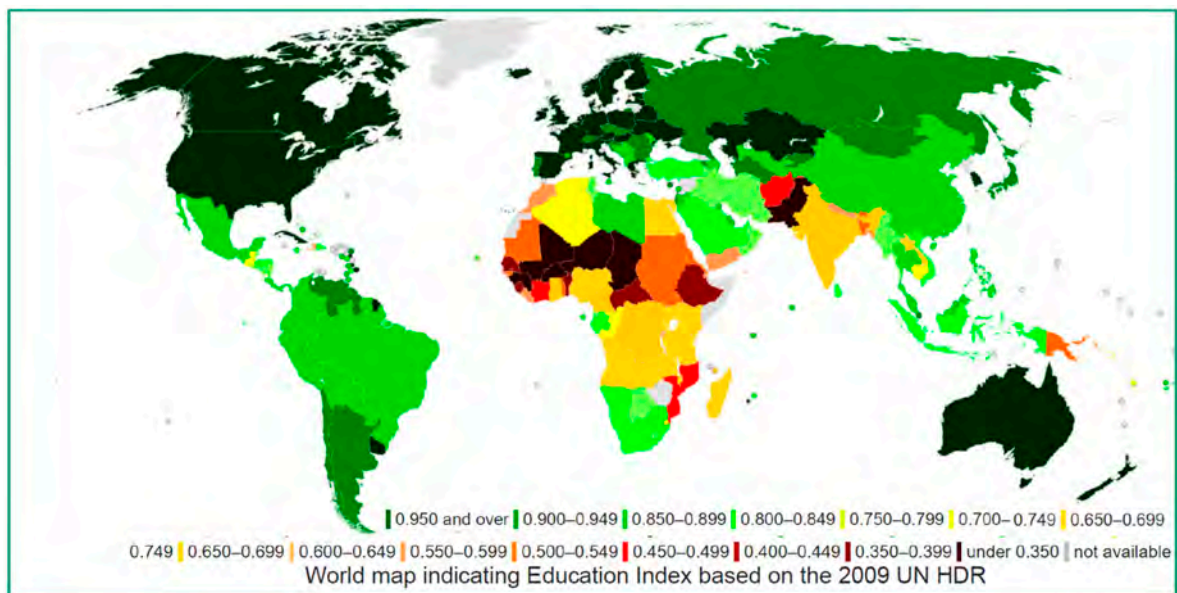 0.950 and over 0.900–0.949 0.850–0.899 0.800–0.849 0.750–0.799 0.700–0.749 0.650–0.699
0.749 0.650–0.699 0.600–0.649 0.550–0.599 0.500–0.549 0.450–0.499 0.400–0.449 0.350–0.399 under 0.350 not available
World map indicating Education Index based on the 2009 UN HDR